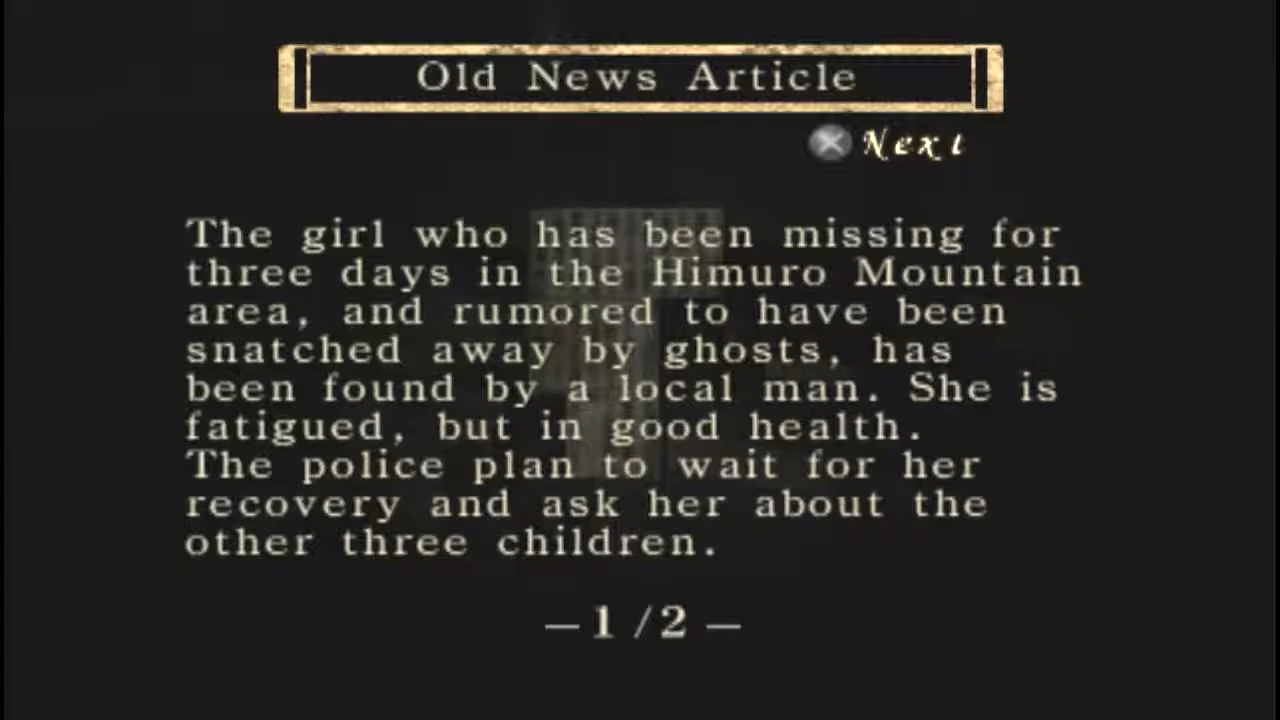 Old News Article
Next
The girl who has been missing for
three days in the Himuro Mountain
area, and rumored to have been
snatched away by ghosts, has
been found by a local man. She is
fatigued, but in good health.
The police plan to wait for her
recovery and ask her about the
other three children.
— 1 / 2 —